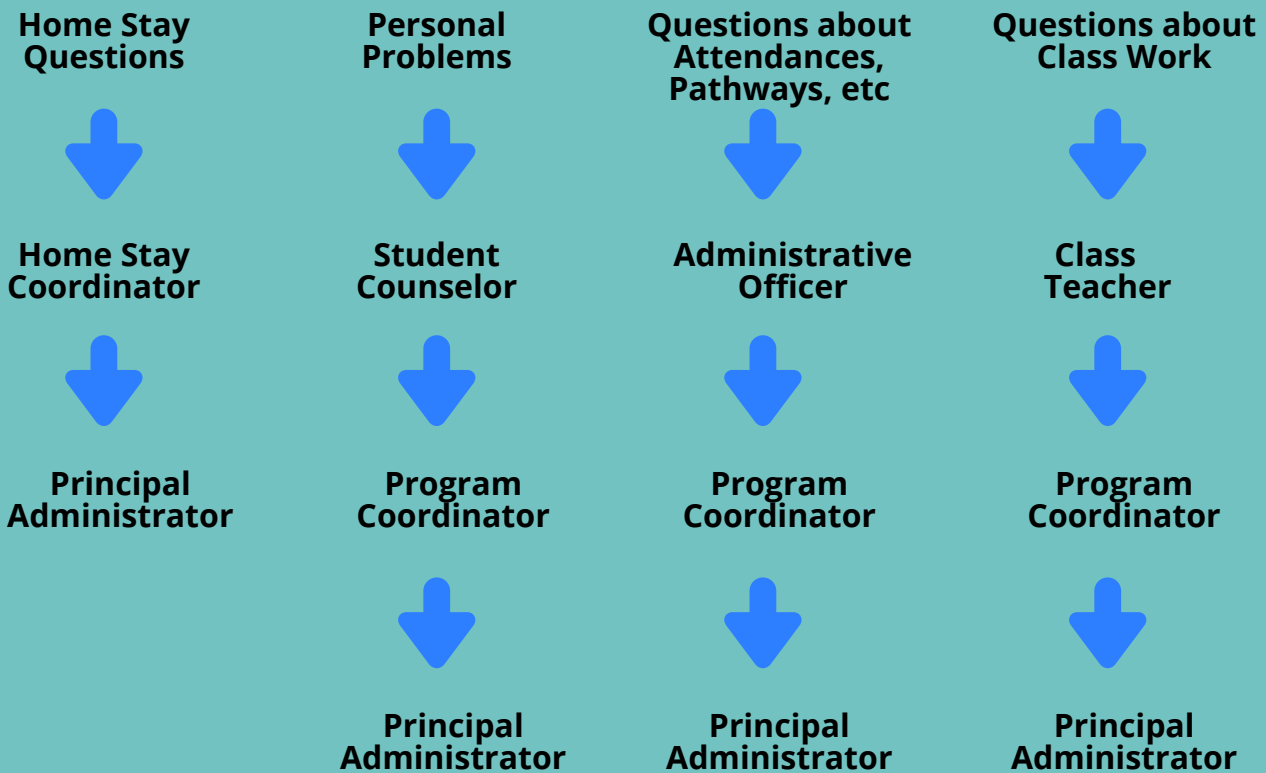 Home Stay
Questions
Personal
Problems
Questions about
Attendances,
Pathways, etc
Questions about
Class Work
Home Stay
Coordinator
Student
Counselor
Administrative
Officer
Class
Teacher
Principal
Administrator
Program
Coordinator
Program
Coordinator
Program
Coordinator
Principal
Administrator
Principal
Administrator
Principal
Administrator